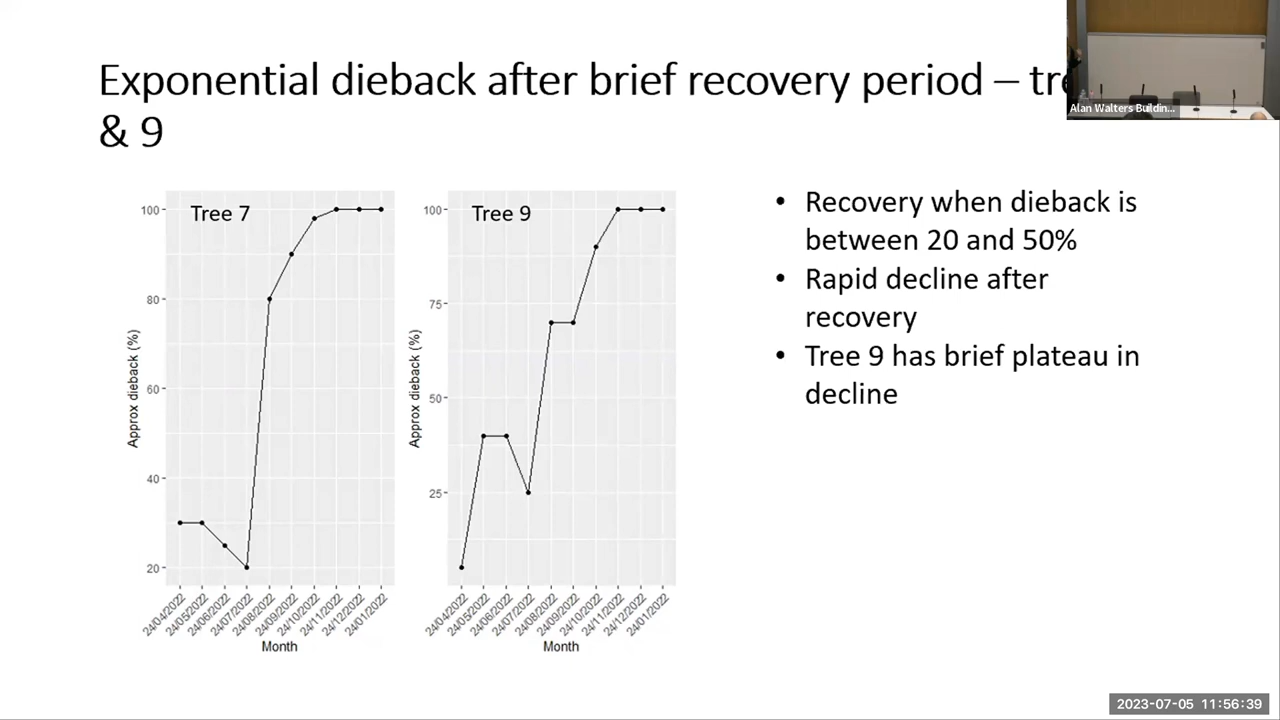 Exponential dieback after brief recovery period –
& 9
Alan Walters Buildin...
Tree 7
100
80
60
40
20
Approx dieback (%)
24/04/2022
24/05/2022
24/06/2022
24/07/2022
24/08/2022
24/09/2022
24/10/2022
24/11/2022
24/12/2022
24/01/2022
Month
Tree 9
100
75
50
25
Approx dieback (%)
24/04/2022
24/05/2022
24/06/2022
24/07/2022
24/08/2022
24/09/2022
24/10/2022
24/11/2022
24/12/2022
24/01/2022
Month
• Recovery when dieback is
between 20 and 50%
• Rapid decline after
recovery
• Tree 9 has brief plateau in
decline
2023-07-05 11:56:39